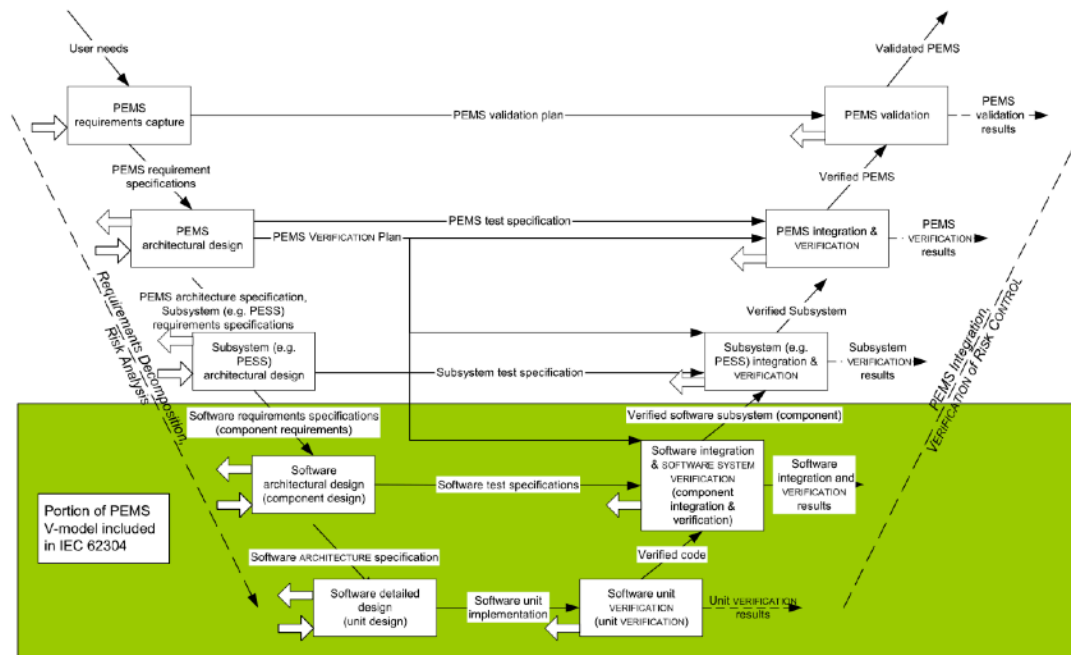 User needs
Validated PEMS
PEMS
requirements capture
PEMS validation plan
PEMS validation
PEMS
validation
results
PEMS requirement
specifications
Verified PEMS
PEMS
architectural design
PEMS test specification
PEMS VERIFICATION Plan
PEMS integration &
VERIFICATION
PEMS
VERIFICATION
results
PEMS architecture specification,
Subsystem (e.g. PESS)
requirements specifications
Verified Subsystem
Subsystem (e.g.
PESS) architectural design
Subsystem test specification
Subsystem (e.g.
PESS) integration &
VERIFICATION
Subsystem
VERIFICATION
results
Requirements Decomposition,
Risk Analysis
PEMS Integration,
VERIFICATION of RISK CONTROL
Software requirements specifications
(component requirements)
Verified software subsystem (component)
Software
architectural design
(component design)
Software test specifications
Software integration
& SOFTWARE SYSTEM
VERIFICATION
(component
integration &
verification)
Software
integration and
VERIFICATION
results
Portion of PEMS
V-model included
in IEC 62304
Software ARCHITECTURE specification
Verified code
Software detailed
design
(unit design)
Software unit
implementation
Software unit
VERIFICATION
(unit VERIFICATION)
Unit VERIFICATION
results